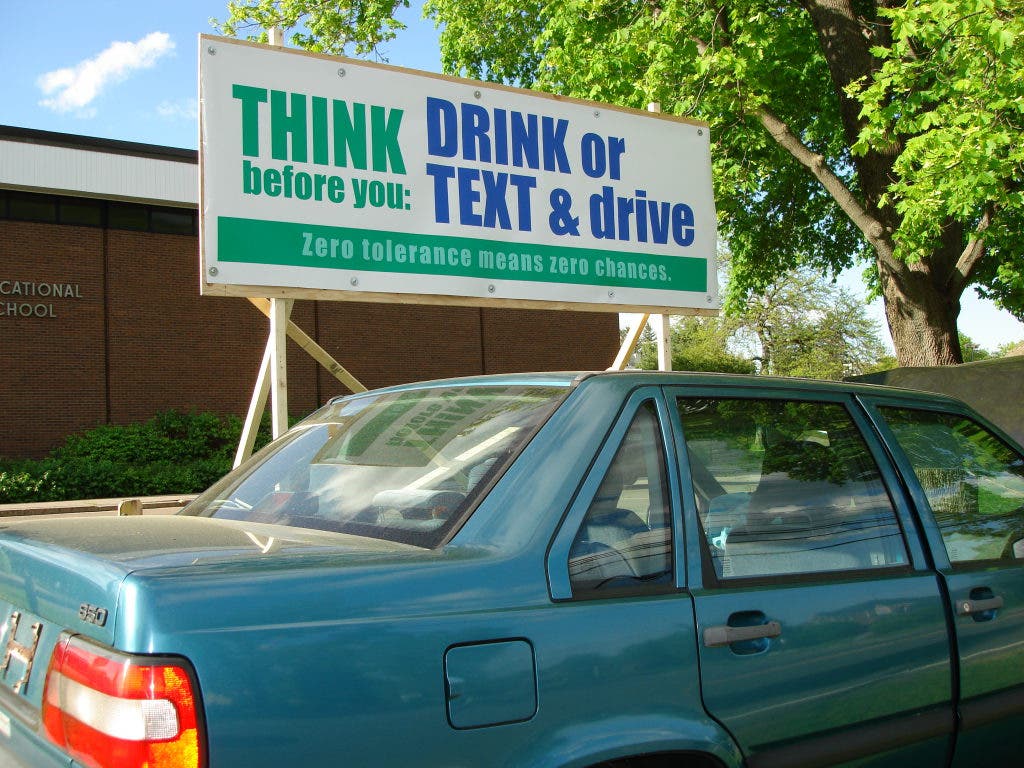 THINK
before you:
DRINK or
TEXT & drive
Zero tolerance means zero chances.
CATIONAL
CHOOL
850